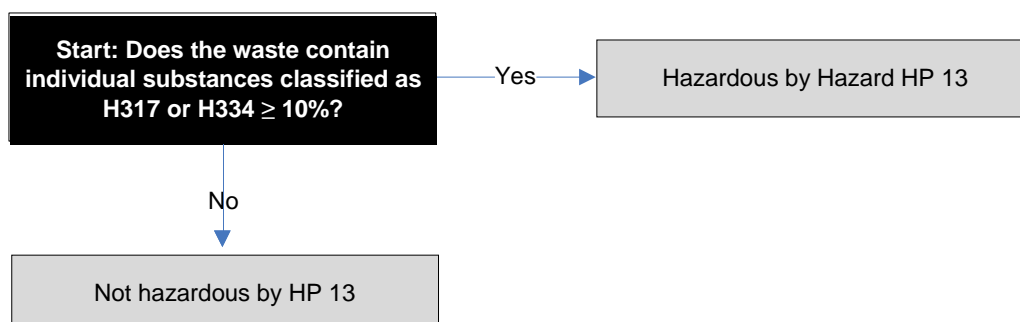 Start: Does the waste contain
individual substances classified as
H317 or H334 ≥ 10%?
Yes
Hazardous by Hazard HP 13
No
Not hazardous by HP 13